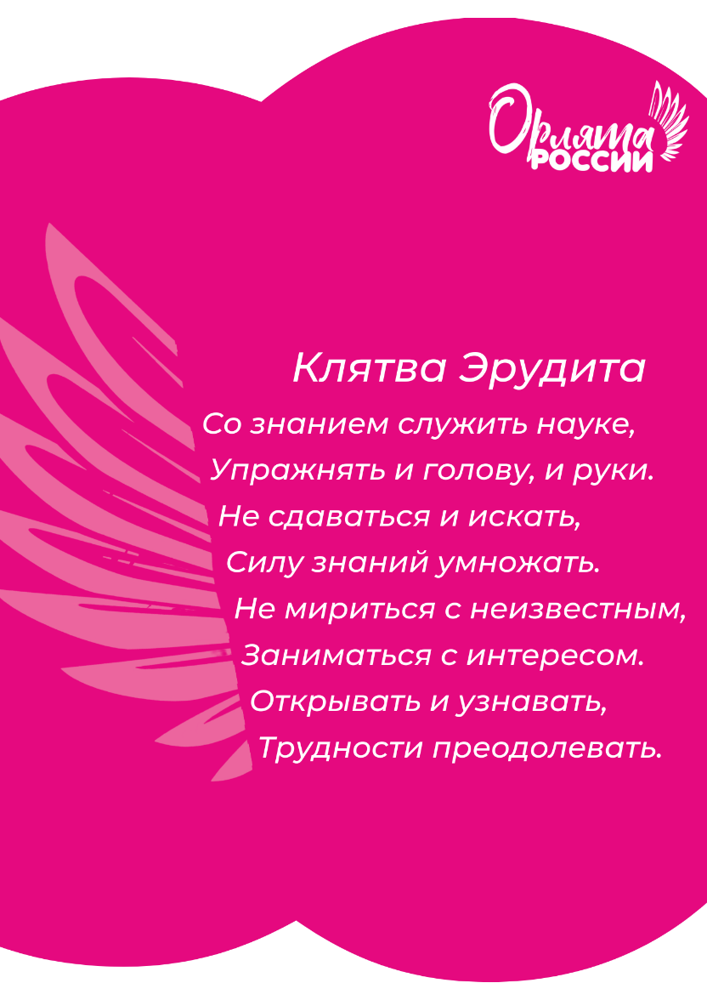 Орлята
РОССИИ
Клятва Эрудита
Со знанием служить науке,
Упражнять и голову, и руки.
Не сдаваться и искать,
Силу знаний умножать.
Не мириться с неизвестным,
Заниматься с интересом.
Открывать и узнавать,
Трудности преодолевать.